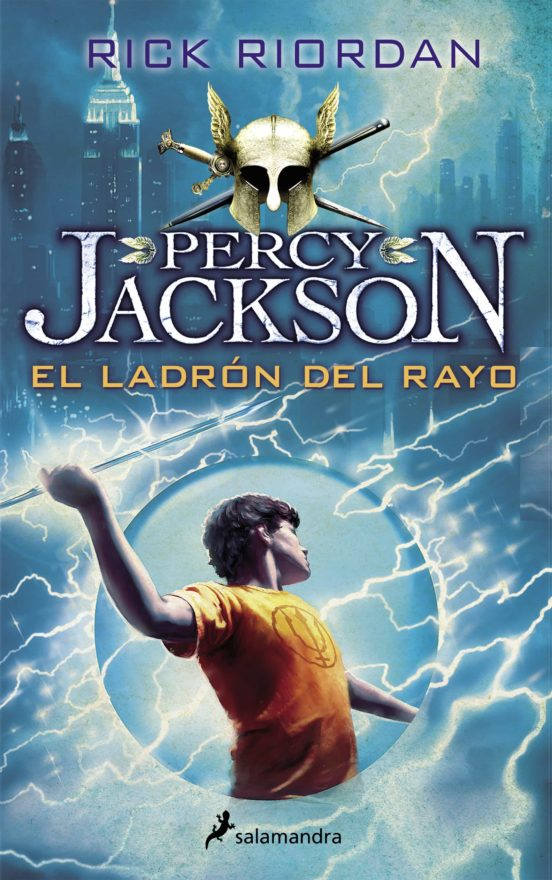 RICK RIORDAN
PERCY
JACKSON
EL LADRÓN DEL RAYO
salamandra